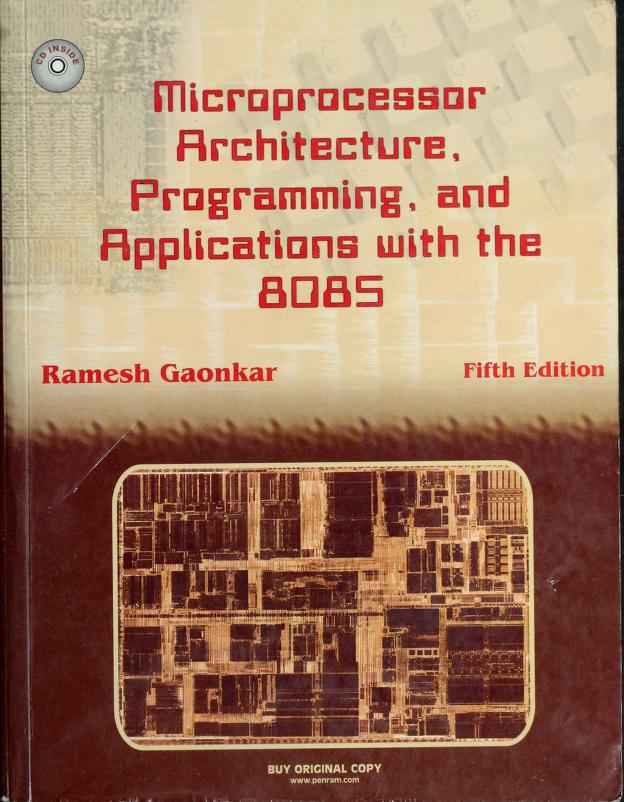 CD INSIDE
Microprocessor
Architecture,
Programming, and
Applications with the
8085
Ramesh Gaonkar
Fifth Edition
BUY ORIGINAL COPY
www.penram.com